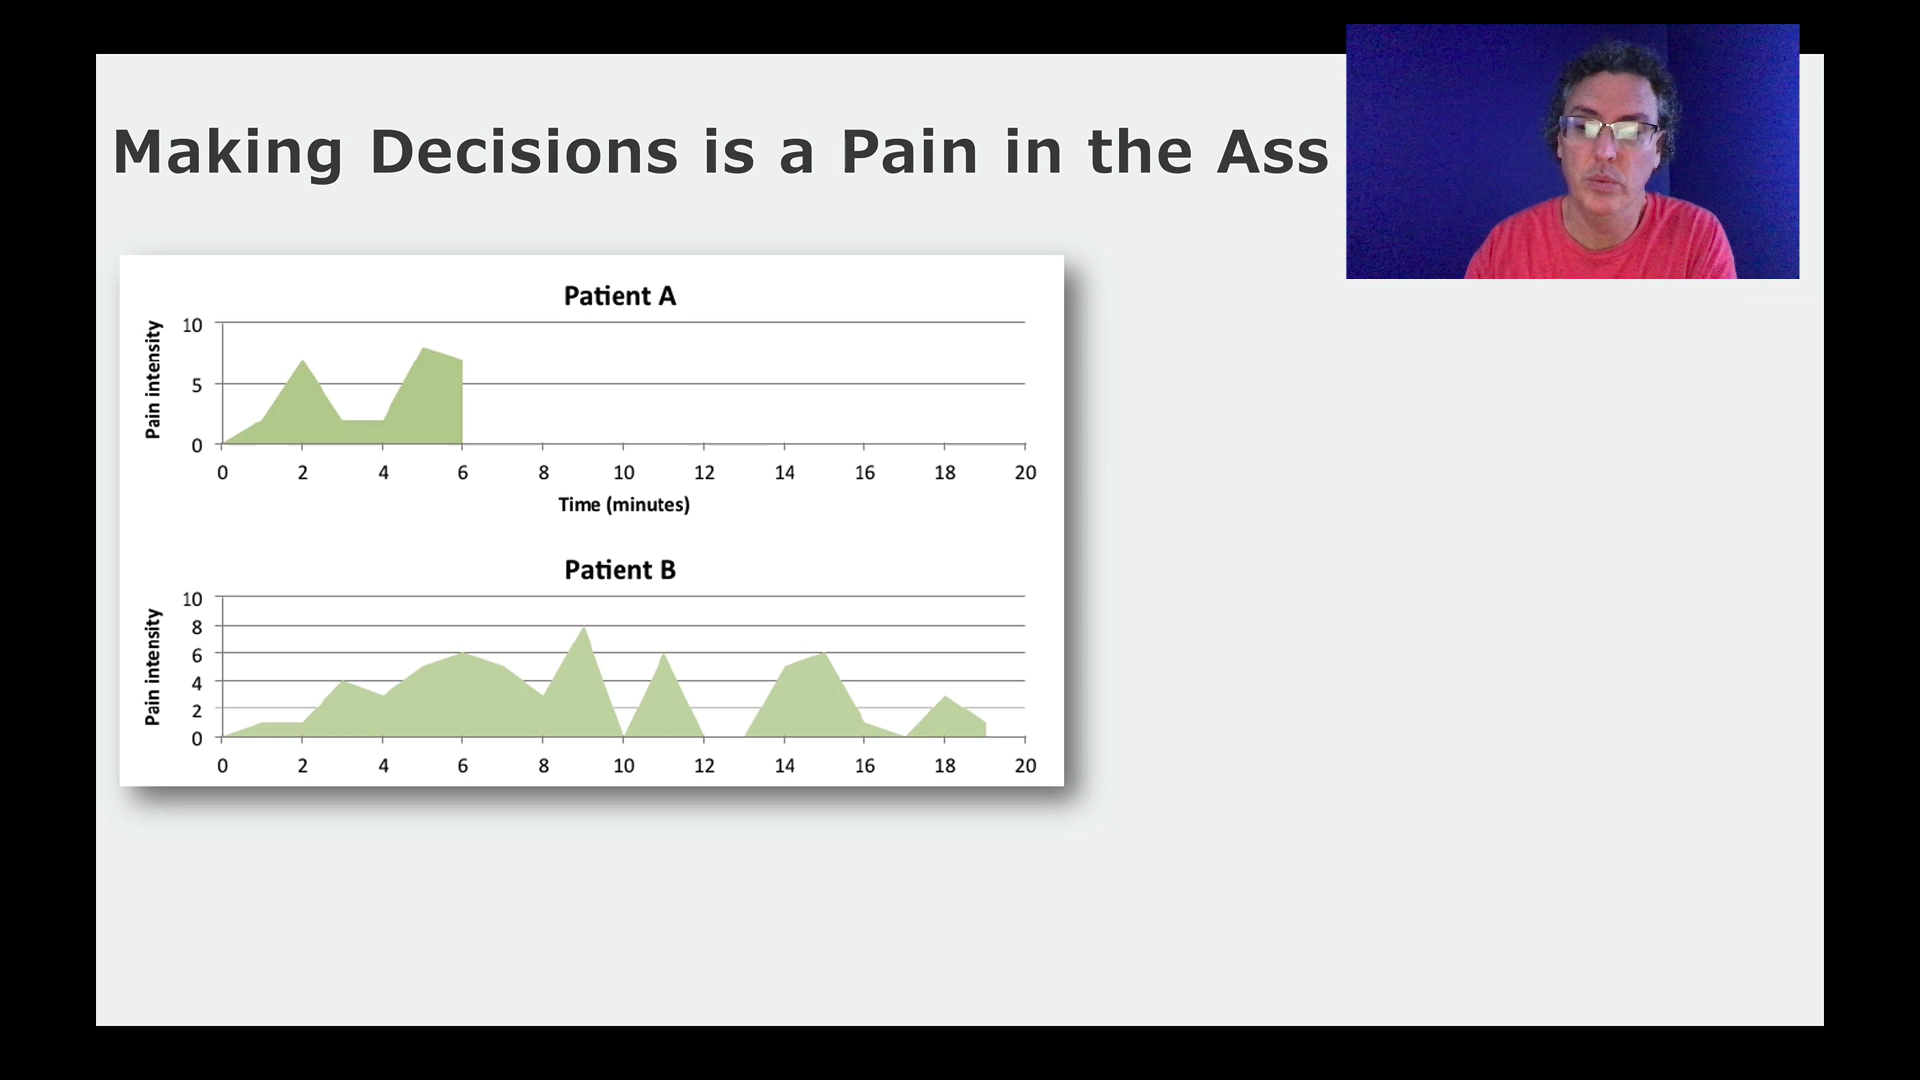 Making Decisions is a Pain in the Ass
Patient A
Pain intensity
10
5
0
0 2 4 6 8 10 12 14 16 18 20
Time (minutes)
Patient B
Pain intensity
10
8
6
4
2
0
0 2 4 6 8 10 12 14 16 18 20